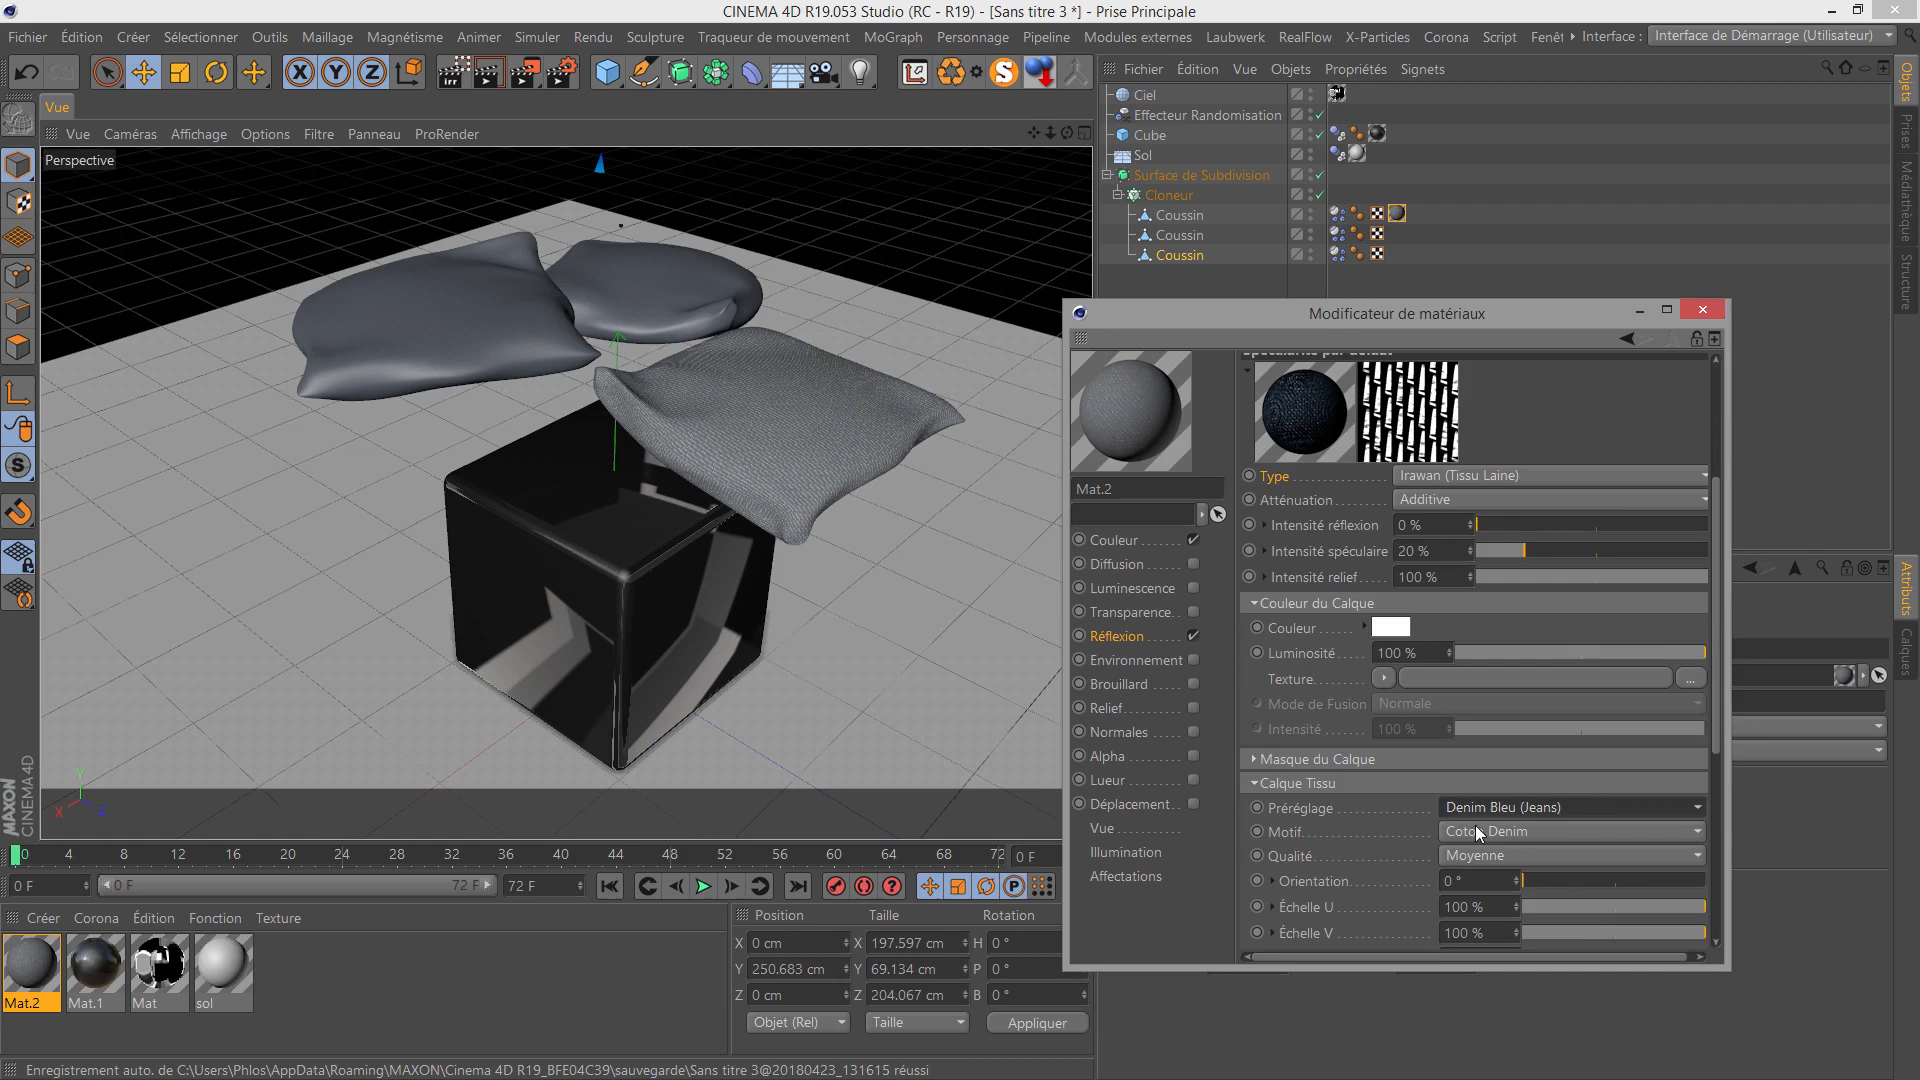 CINEMA 4D R19.053 Studio (RC - R19) - [Sans titre 3 *] - Prise Principale
Fichier Édition Créer Sélectionner Outils Maillage Magnétisme Animer Simuler Rendu Sculpture Traqueur de mouvement MoGraph Personnage Pipeline Modules externes Laubwerk RealFlow X-Particles Corona Script Fenêt Interface : Interface de Démarrage (Utilisateur)
Fichier Édition Vue Objets Propriétés Signets
Vue
Vue Caméras Affichage Options Filtre Panneau ProRender
Perspective
Ciel
Effecteur Randomisation
Cube
Sol
Surface de Subdivision
Cloneur
Coussin
Coussin
Coussin
Objets
Prises
Médiathèque
Structure
Attributs
Calques
Modificateur de matériaux
Spécularité par défaut
Mat.2
Type Irawan (Tissu Laine)
Atténuation Additive
Intensité réflexion 0 %
Intensité spéculaire 20 %
Intensité relief 100 %
Couleur du Calque
Couleur
Luminosité 100 %
Texture ...
Mode de Fusion Normale
Intensité 100 %
Masque du Calque
Calque Tissu
Préréglage Denim Bleu (Jeans)
Motif Coton Denim
Qualité Moyenne
Orientation 0 °
Échelle U 100 %
Échelle V 100 %
Couleur
Diffusion
Luminescence
Transparence
Réflexion
Environnement
Brouillard
Relief
Normales
Alpha
Lueur
Déplacement
Vue
Illumination
Affectations
Y
X Z
MAXON
CINEMA 4D
0 4 8 12 16 20 24 28 32 36 40 44 48 52 56 60 64 68 72 0 F
0 F 0 F 72 F 72 F
Créer Corona Édition Fonction Texture
Mat.2 Mat.1 Mat sol
Position Taille Rotation
X 0 cm X 197.597 cm H 0 °
Y 250.683 cm Y 69.134 cm P 0 °
Z 0 cm Z 204.067 cm B 0 °
Objet (Rel) Taille Appliquer
Enregistrement auto. de C:\Users\Phlos\AppData\Roaming\MAXON\Cinema 4D R19_BFE04C39\sauvegarde\Sans titre 3@20180423_131615 réussi